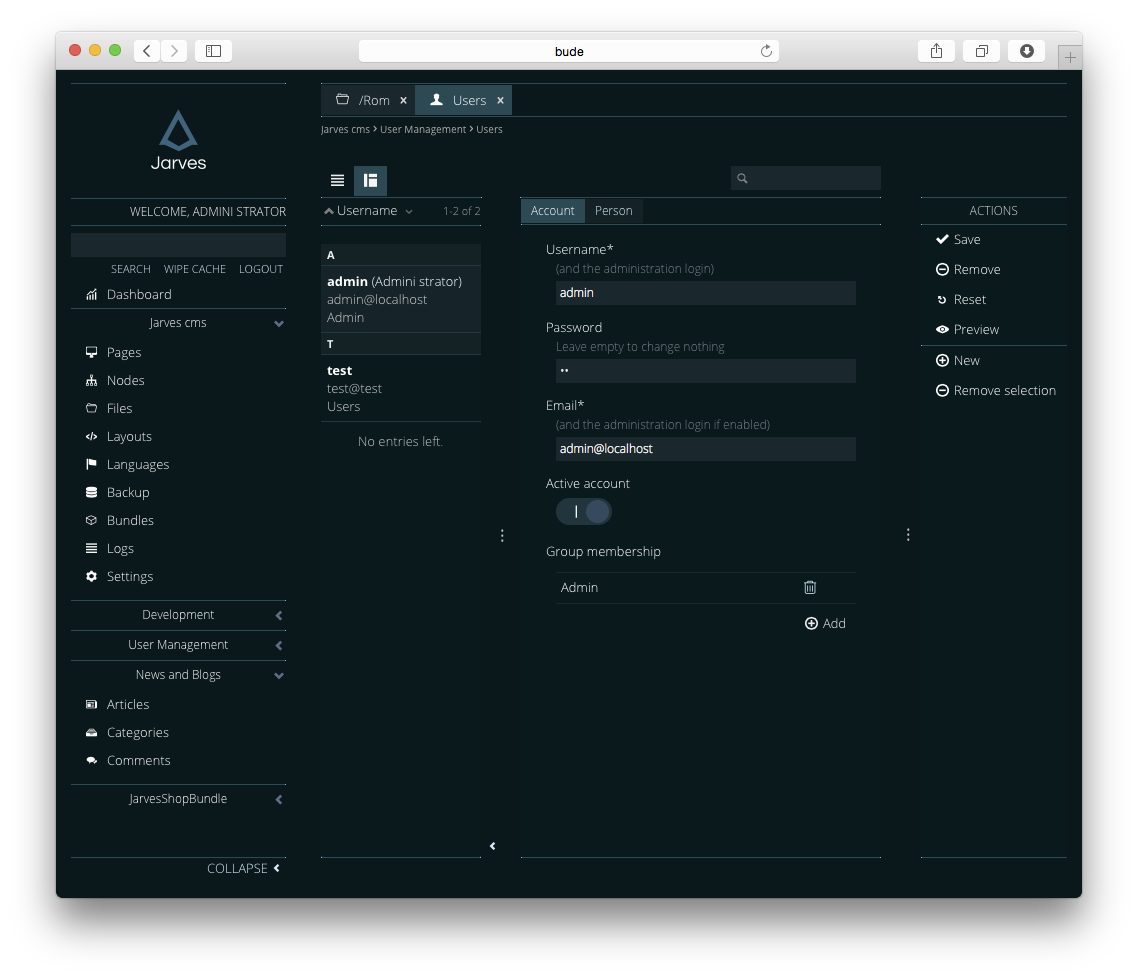 bude
Jarves
WELCOME, ADMINI STRATOR
SEARCH WIPE CACHE LOGOUT
Dashboard
Jarves cms
Pages
Nodes
Files
Layouts
Languages
Backup
Bundles
Logs
Settings
Development
User Management
News and Blogs
Articles
Categories
Comments
JarvesShopBundle
COLLAPSE
/Rom × Users ×
Jarves cms › User Management › Users
Username 1-2 of 2
A
admin (Admini strator)
admin@localhost
Admin
T
test
test@test
Users
No entries left.
Account Person
Username*
(and the administration login)
admin
Password
Leave empty to change nothing
••
Email*
(and the administration login if enabled)
admin@localhost
Active account
Group membership
Admin
Add
ACTIONS
Save
Remove
Reset
Preview
New
Remove selection